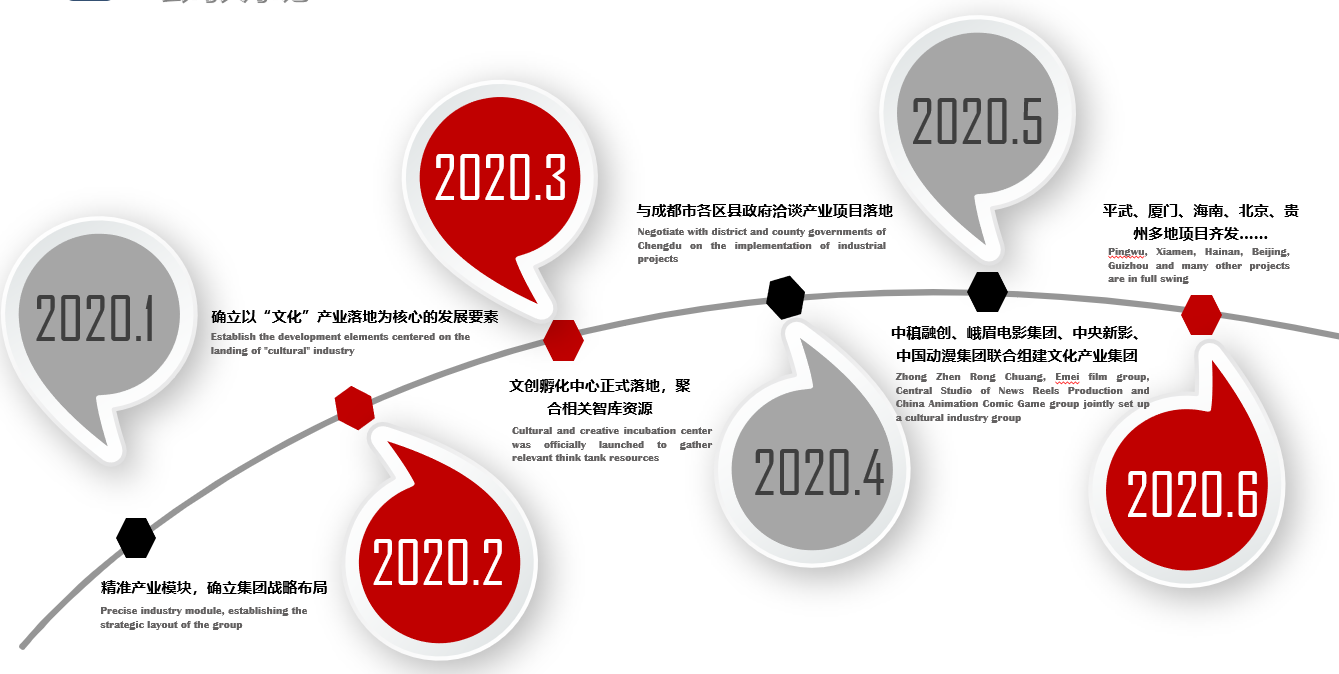 2020.1
精准产业模块，确立集团战略布局
Precise industry module, establishing the
strategic layout of the group
2020.2
确立以“文化”产业落地为核心的发展要素
Establish the development elements centered on the
landing of "cultural" industry
2020.3
文创孵化中心正式落地，聚
合相关智库资源
Cultural and creative incubation center
was officially launched to gather
relevant think tank resources
2020.4
与成都市各区县政府洽谈产业项目落地
Negotiate with district and county governments of
Chengdu on the implementation of industrial
projects
2020.5
中稹融创、峨眉电影集团、中央新影、
中国动漫集团联合组建文化产业集团
Zhong Zhen Rong Chuang, Emei film group,
Central Studio of News Reels Production and
China Animation Comic Game group jointly set up
a cultural industry group
2020.6
平武、厦门、海南、北京、贵
州多地项目齐发……
Pingwu, Xiamen, Hainan, Beijing,
Guizhou and many other projects
are in full swing